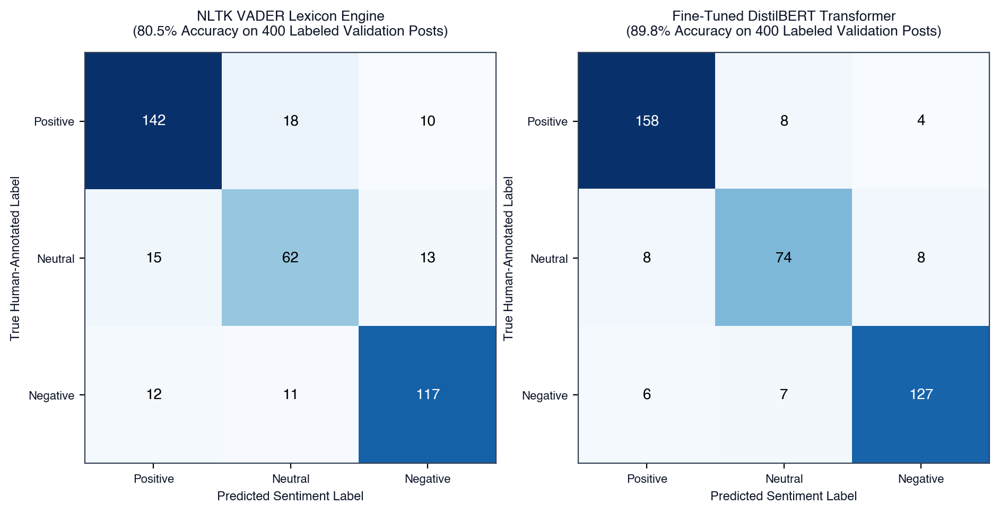 NLTK VADER Lexicon Engine
(80.5% Accuracy on 400 Labeled Validation Posts)
True Human-Annotated Label
Positive 142 18 10
Neutral 15 62 13
Negative 12 11 117
Positive Neutral Negative
Predicted Sentiment Label
Fine-Tuned DistilBERT Transformer
(89.8% Accuracy on 400 Labeled Validation Posts)
True Human-Annotated Label
Positive 158 8 4
Neutral 8 74 8
Negative 6 7 127
Positive Neutral Negative
Predicted Sentiment Label